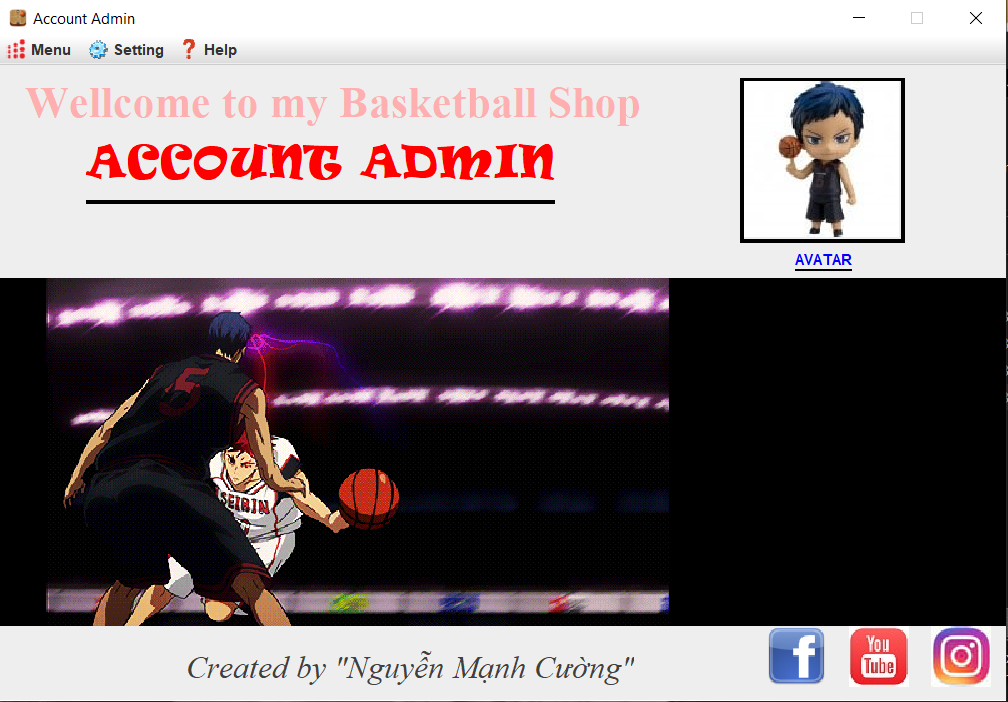 Account Admin
Menu Setting Help
Wellcome to my Basketball Shop
ACCOUNT ADMIN
AVATAR
5
SEIRIN
Created by "Nguyễn Mạnh Cường"
f You Tube